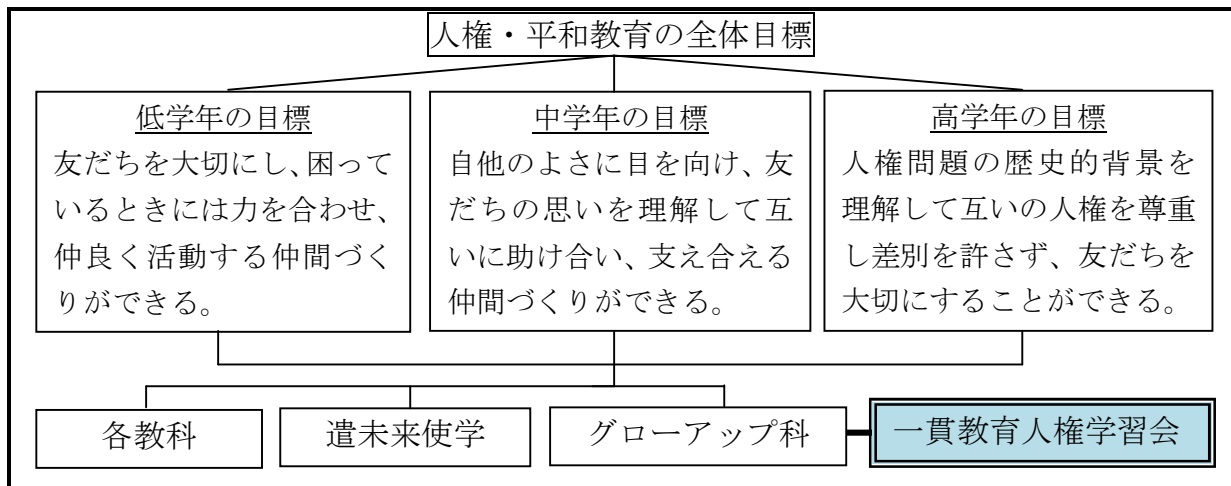 人権・平和教育の全体目標
低学年の目標
友だちを大切にし、困って
いるときには力を合わせ、
仲良く活動する仲間づく
りができる。
中学年の目標
自他のよさに目を向け、友
だちの思いを理解して互
いに助け合い、支え合える
仲間づくりができる。
高学年の目標
人権問題の歴史的背景を
理解して互いの人権を尊重
し差別を許さず、友だちを
大切にすることができる。
各教科
遣未来使学
グローアップ科
一貫教育人権学習会